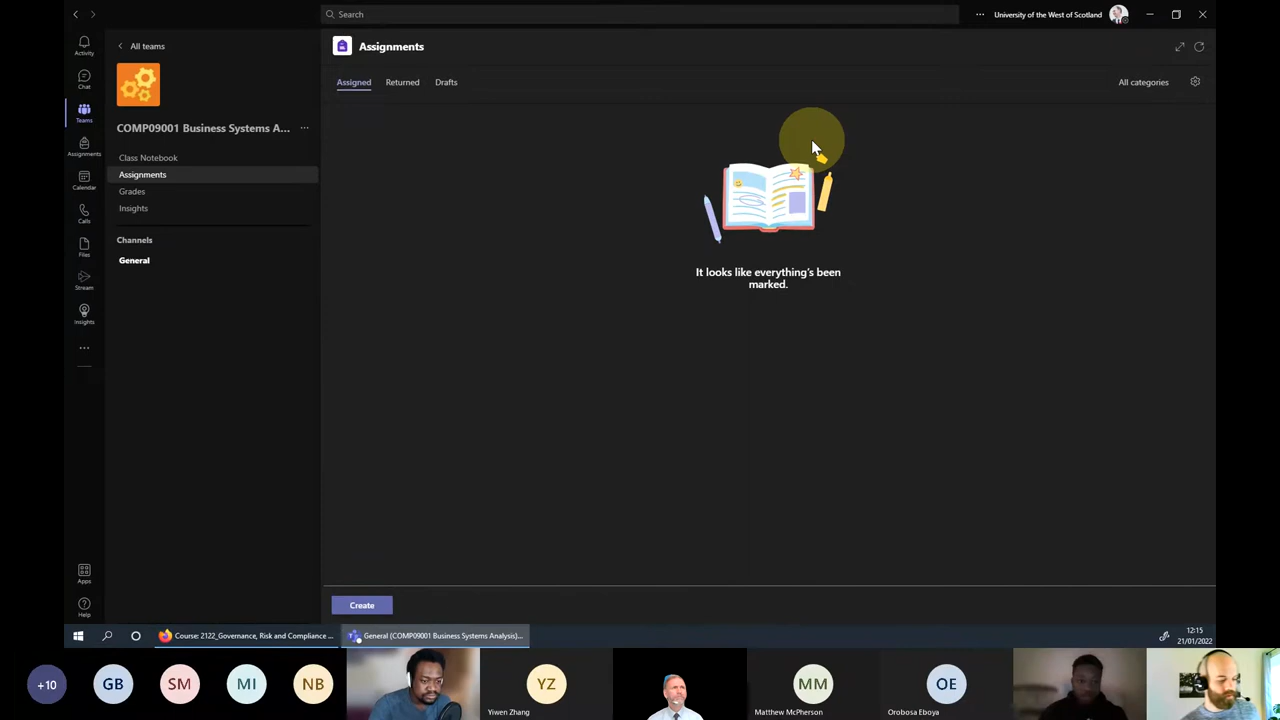 Search
University of the West of Scotland
Activity
Chat
Teams
Assignments
Calendar
Calls
Files
Stream
Insights
Apps
Help
All teams
COMP09001 Business Systems A...
Class Notebook
Assignments
Grades
Insights
Channels
General
Assignments
Assigned
Returned
Drafts
All categories
It looks like everything's been
marked.
Create
Course: 2122_Governance, Risk and Compliance ...
General (COMP09001 Business Systems Analysis)...
12:15
21/01/2022
+10
GB
SM
MI
NB
YZ
Yiwen Zhang
MM
Matthew McPherson
OE
Orobosa Eboya